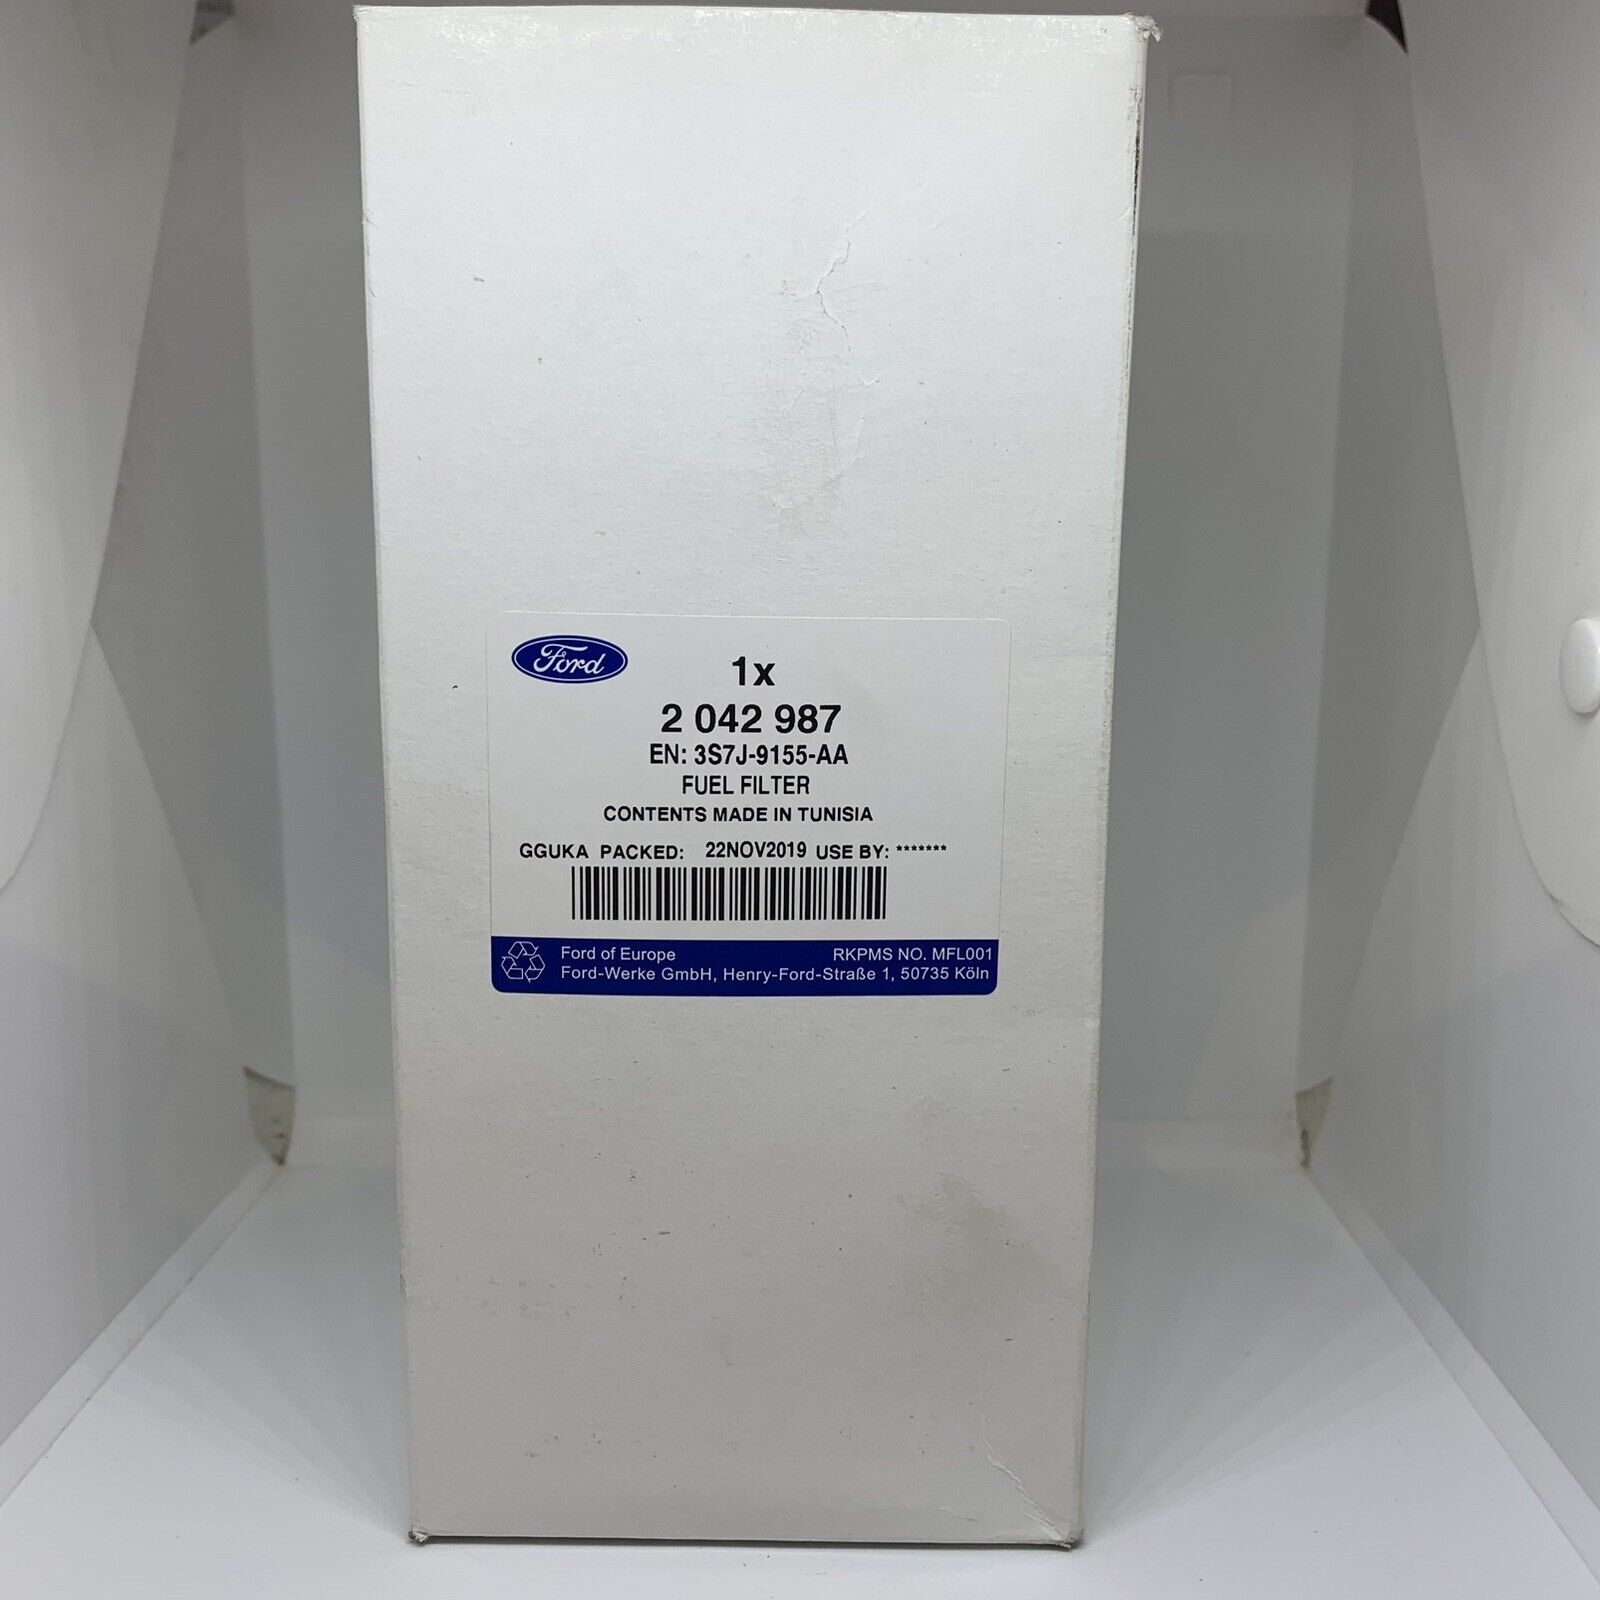 Ford
1x
2 042 987
EN: 3S7J-9155-AA
FUEL FILTER
CONTENTS MADE IN TUNISIA
GGUKA PACKED: 22NOV2019 USE BY: *******
Ford of Europe RKPMS NO. MFL001
Ford-Werke GmbH, Henry-Ford-Straße 1, 50735 Köln